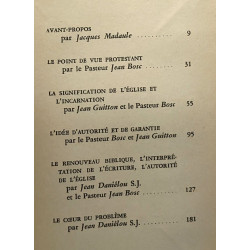 AVANT-PROPOS
par Jacques Madaule .......... 9
LE POINT DE VUE PROTESTANT
par le Pasteur Jean Bosc ....... 31
LA SIGNIFICATION DE L'ÉGLISE ET
L'INCARNATION
par Jean Guitton et le Pasteur Bosc 55
L'IDÉE D'AUTORITÉ ET DE GARANTIE
par le Pasteur Bosc et Jean Guitton 95
LE RENOUVEAU BIBLIQUE, L'INTERPRÉ-
TATION DE L'ÉCRITURE, L'AUTORITÉ
DE L'ÉGLISE
par Jean Daniélou S.J.
et le Pasteur Jean Bosc ........ 127
LE CŒUR DU PROBLÈME
par Jean Daniélou S.J. ......... 181